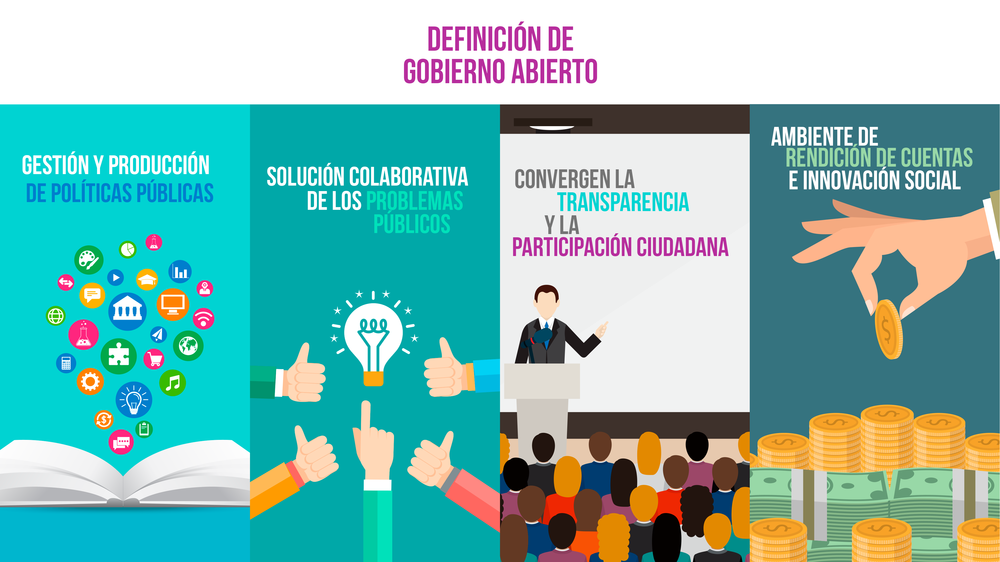 DEFINICIÓN DE
GOBIERNO ABIERTO
GESTIÓN Y PRODUCCIÓN
DE POLÍTICAS PÚBLICAS
SOLUCIÓN COLABORATIVA
DE LOS PROBLEMAS
PÚBLICOS
CONVERGEN LA
TRANSPARENCIA
Y LA
PARTICIPACIÓN CIUDADANA
AMBIENTE DE
RENDICIÓN DE CUENTAS
E INNOVACIÓN SOCIAL